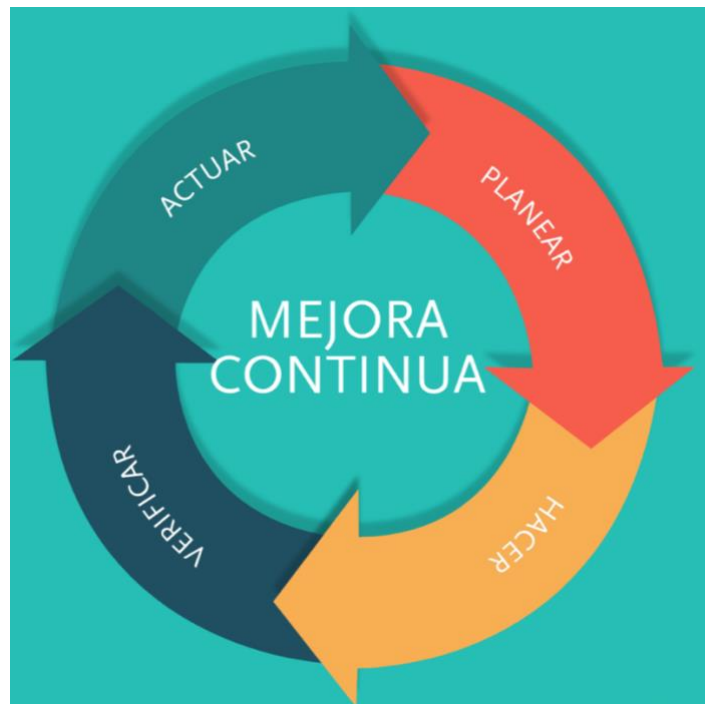 ACTUAR
PLANEAR
MEJORA
CONTINUA
VERIFICAR
HACER